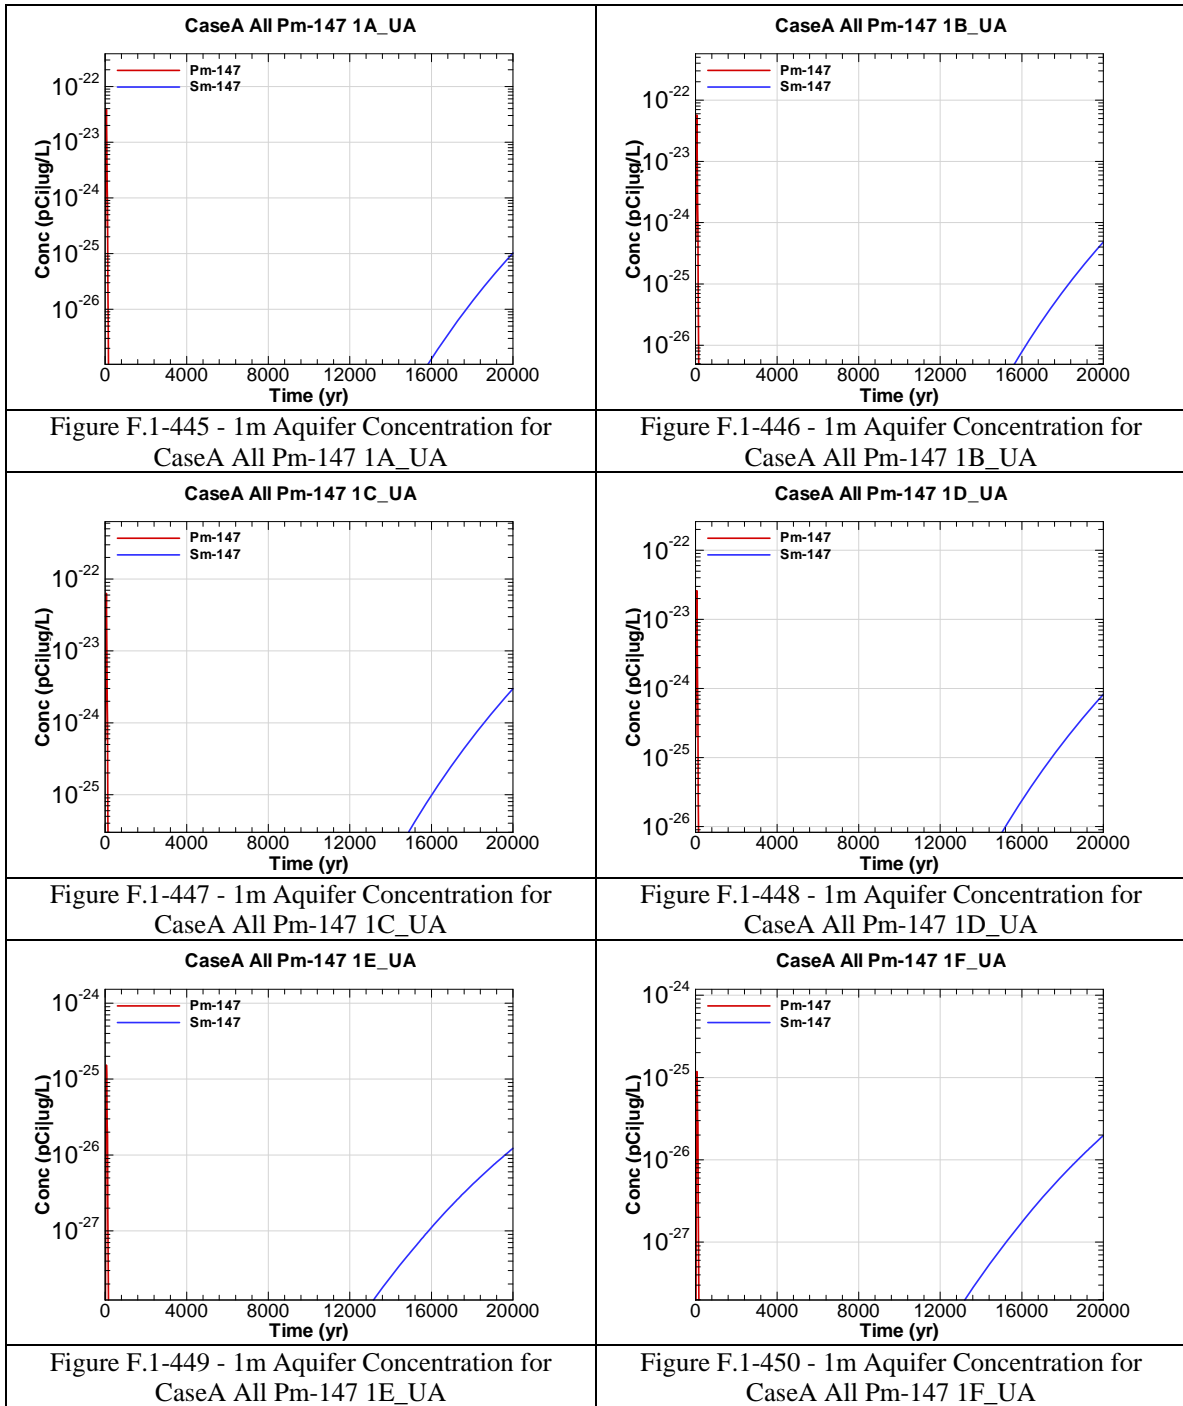 CaseA All Pm-147 1A_UA
Pm-147
Sm-147
Conc (pCi|ug/L)
10-22
10-23
10-24
10-25
10-26
0 4000 8000 12000 16000 20000
Time (yr)
Figure F.1-445 - 1m Aquifer Concentration for
CaseA All Pm-147 1A_UA
CaseA All Pm-147 1B_UA
Pm-147
Sm-147
Conc (pCi|ug/L)
10-22
10-23
10-24
10-25
10-26
0 4000 8000 12000 16000 20000
Time (yr)
Figure F.1-446 - 1m Aquifer Concentration for
CaseA All Pm-147 1B_UA
CaseA All Pm-147 1C_UA
Pm-147
Sm-147
Conc (pCi|ug/L)
10-22
10-23
10-24
10-25
0 4000 8000 12000 16000 20000
Time (yr)
Figure F.1-447 - 1m Aquifer Concentration for
CaseA All Pm-147 1C_UA
CaseA All Pm-147 1D_UA
Pm-147
Sm-147
Conc (pCi|ug/L)
10-22
10-23
10-24
10-25
10-26
0 4000 8000 12000 16000 20000
Time (yr)
Figure F.1-448 - 1m Aquifer Concentration for
CaseA All Pm-147 1D_UA
CaseA All Pm-147 1E_UA
Pm-147
Sm-147
Conc (pCi|ug/L)
10-24
10-25
10-26
10-27
0 4000 8000 12000 16000 20000
Time (yr)
Figure F.1-449 - 1m Aquifer Concentration for
CaseA All Pm-147 1E_UA
CaseA All Pm-147 1F_UA
Pm-147
Sm-147
Conc (pCi|ug/L)
10-24
10-25
10-26
10-27
0 4000 8000 12000 16000 20000
Time (yr)
Figure F.1-450 - 1m Aquifer Concentration for
CaseA All Pm-147 1F_UA